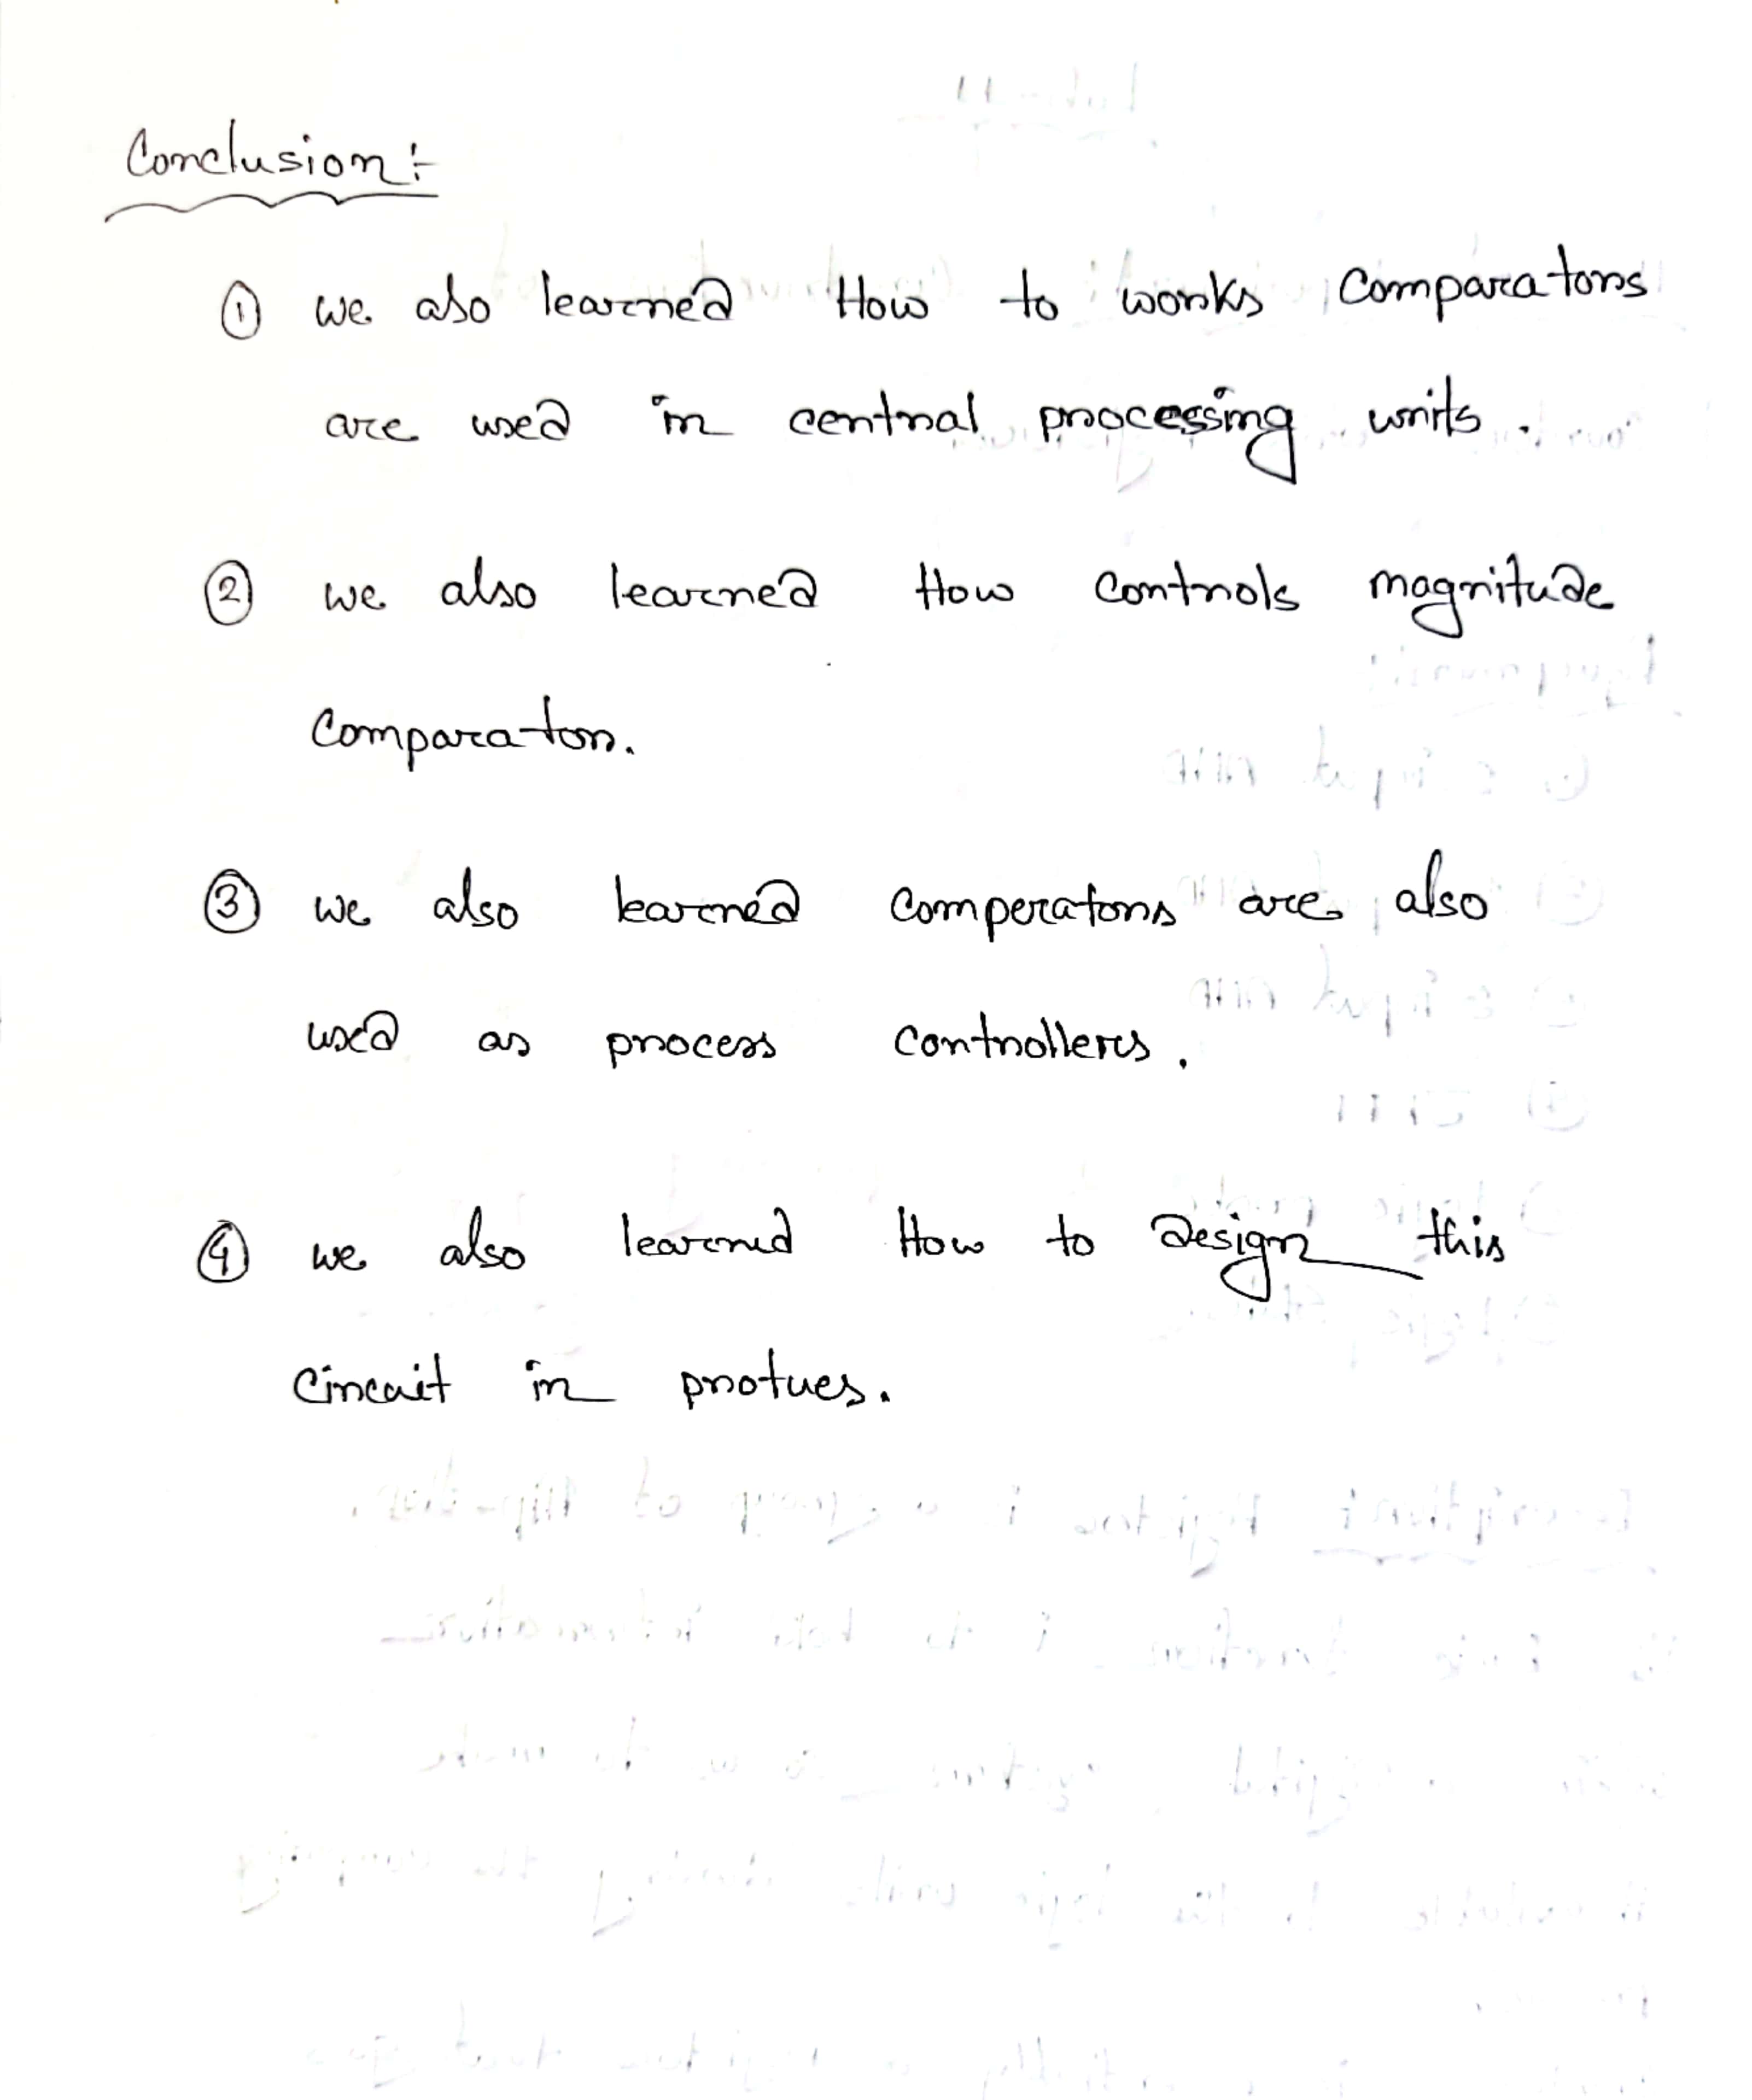 Conclusion:-
① we also learned How to works Comparators
are used in central processing units.
② we also learned How controls magnitude
Comparator.
③ we also learned comperators are also
used as process controllers.
④ we also learned How to design this
Circuit in protues.